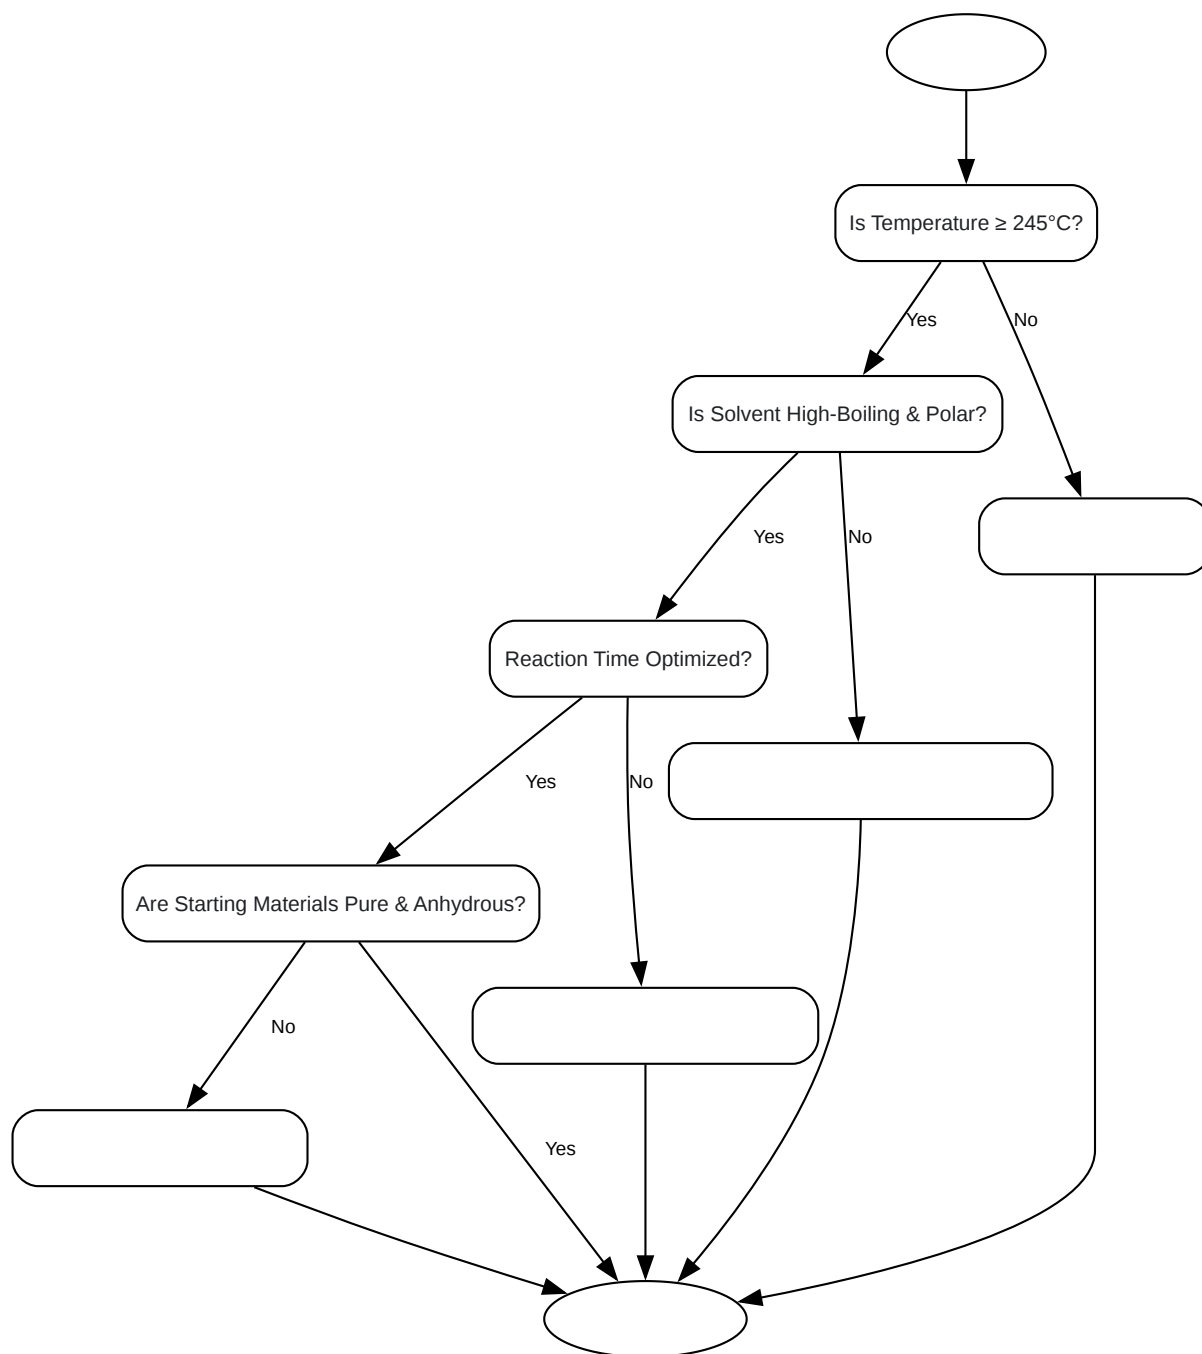 Is Temperature ≥ 245°C?
Yes
No
Is Solvent High-Boiling & Polar?
Yes
No
Reaction Time Optimized?
Yes
No
Are Starting Materials Pure & Anhydrous?
No
Yes